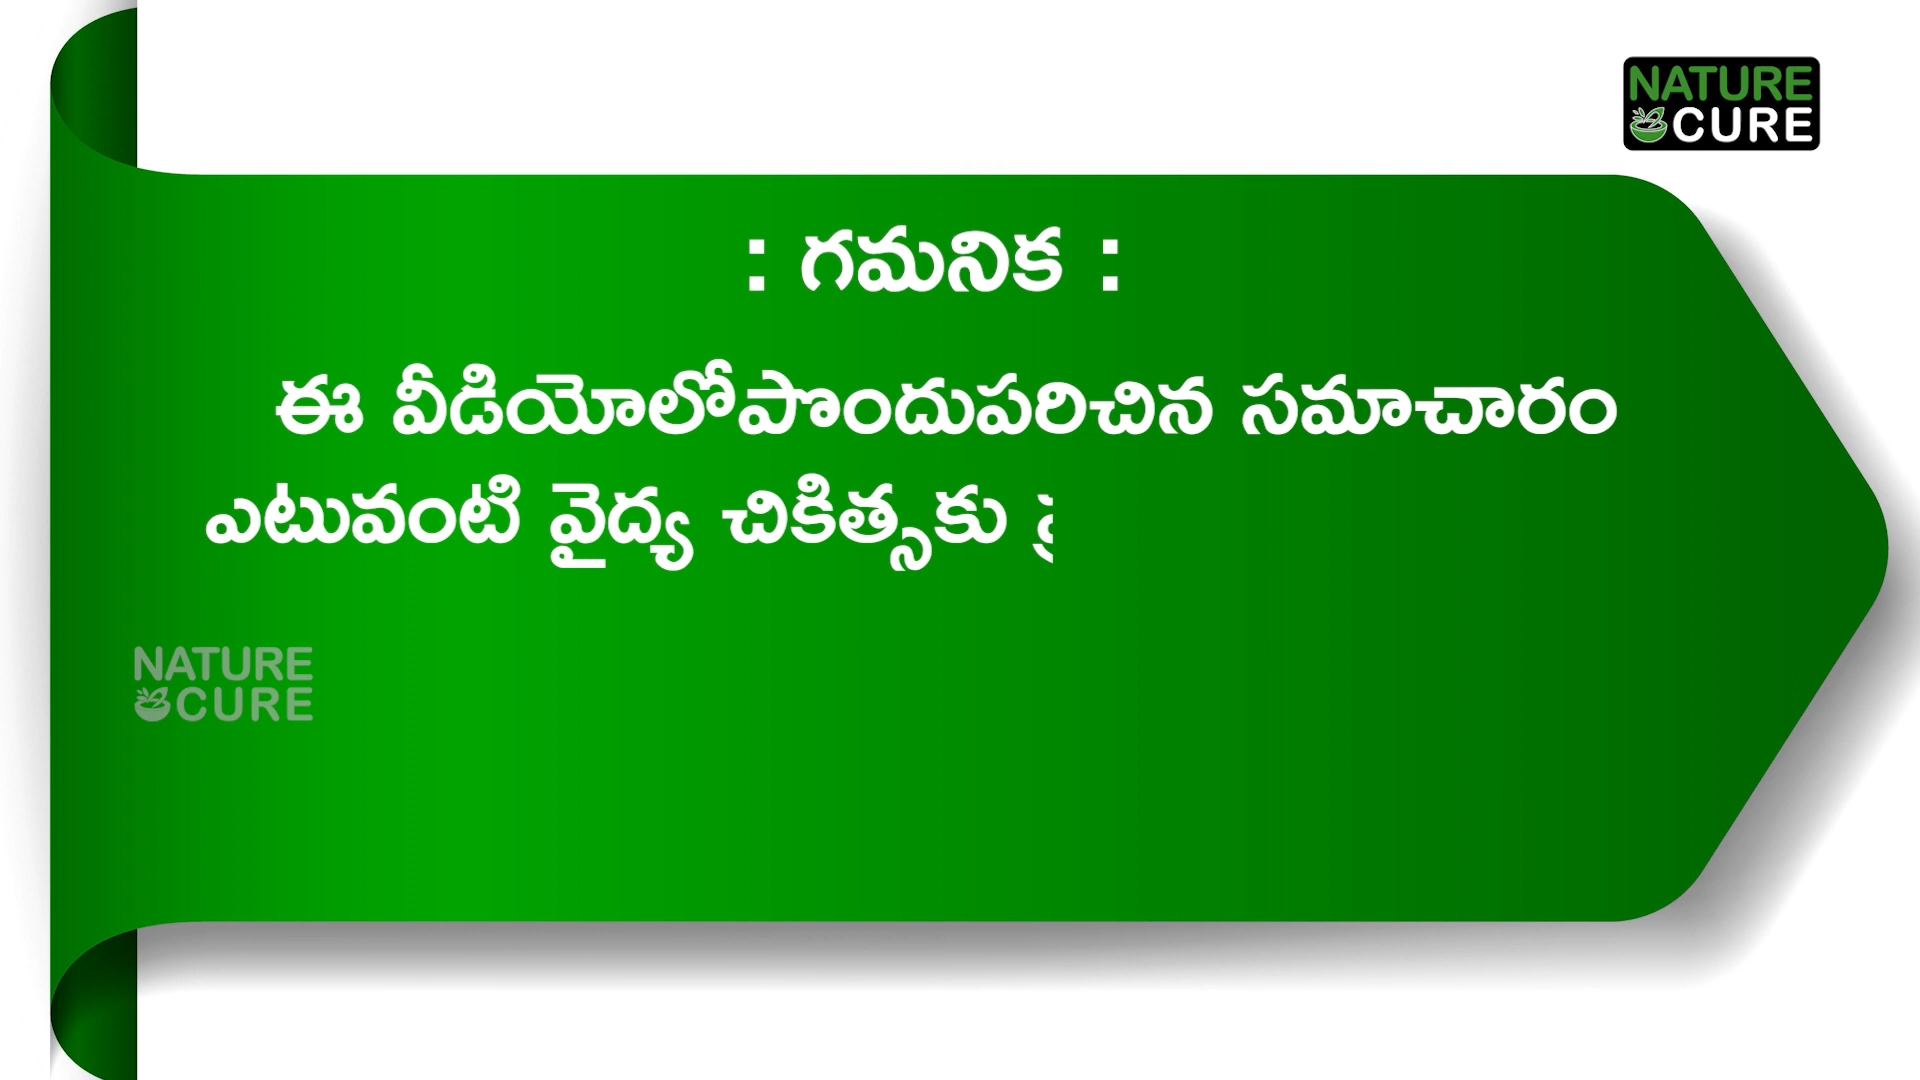 NATURE
CURE
: గమనిక :
ఈ వీడియోలోపొందుపరిచిన సమాచారం
ఎటువంటి వైద్య చికిత్సకు
NATURE
CURE